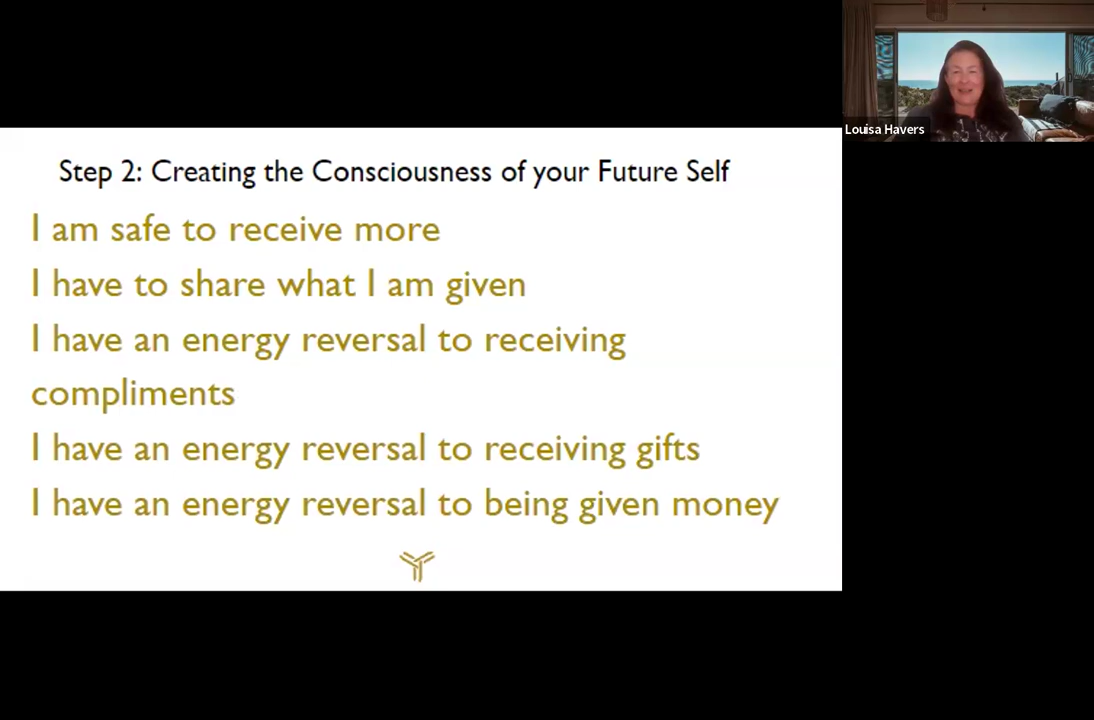 Louisa Havers
Step 2: Creating the Consciousness of your Future Self
I am safe to receive more
I have to share what I am given
I have an energy reversal to receiving
compliments
I have an energy reversal to receiving gifts
I have an energy reversal to being given money